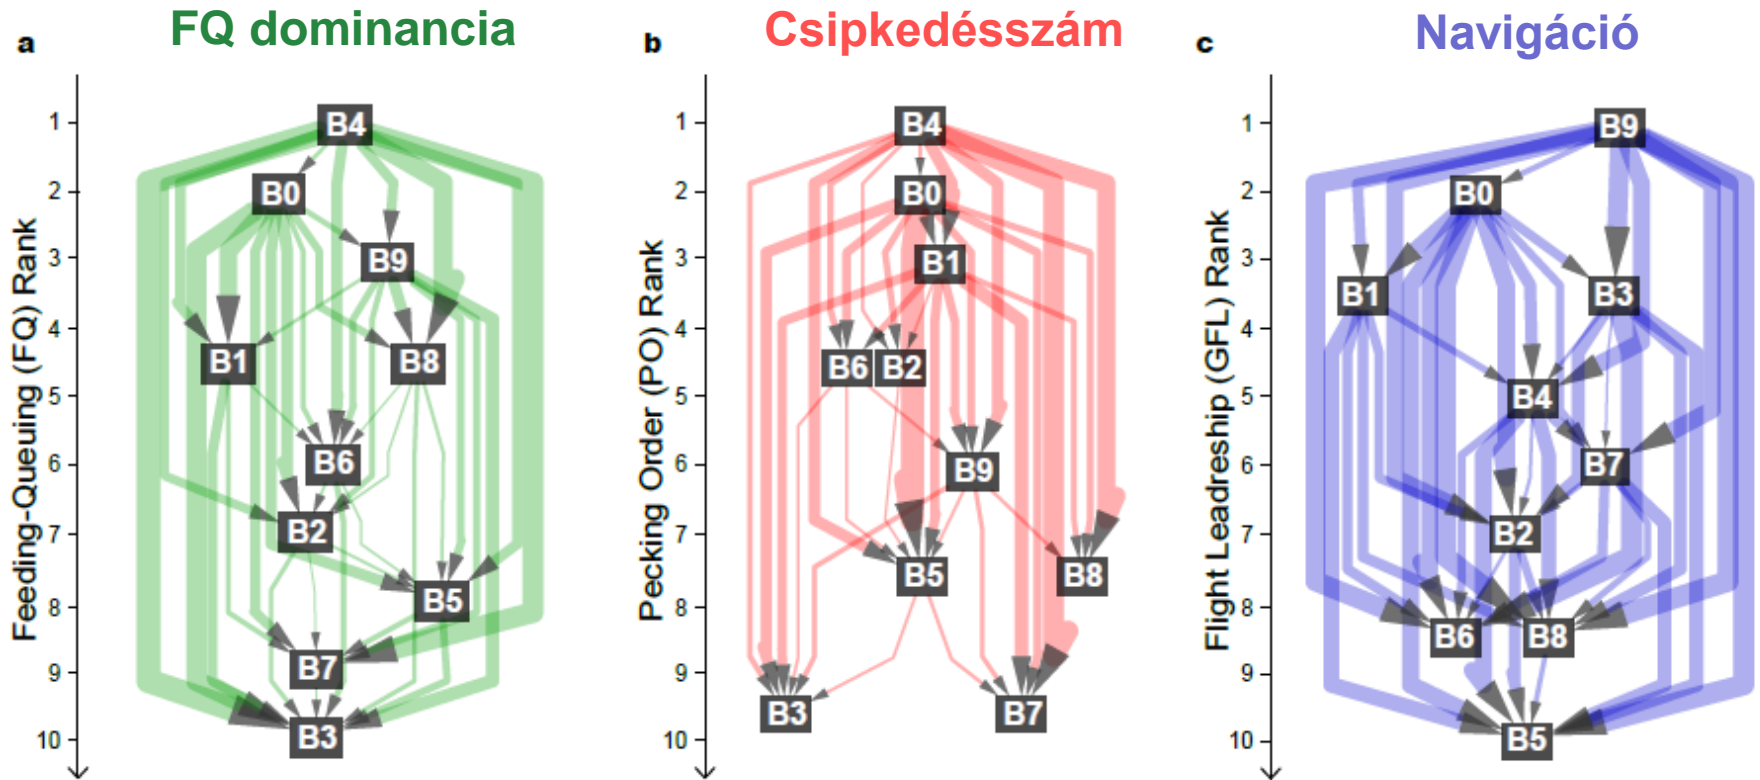 a FQ dominancia
Feeding-Queuing (FQ) Rank
1
2
3
4
5
6
7
8
9
10
B4
B0
B9
B1 B8
B6
B2
B5
B7
B3
b Csipkedésszám
Pecking Order (PO) Rank
1
2
3
4
5
6
7
8
9
10
B4
B0
B1
B6 B2
B9
B5 B8
B3 B7
c Navigáció
Flight Leadreship (GFL) Rank
1
2
3
4
5
6
7
8
9
10
B9
B0
B1 B3
B4
B7
B2
B6 B8
B5